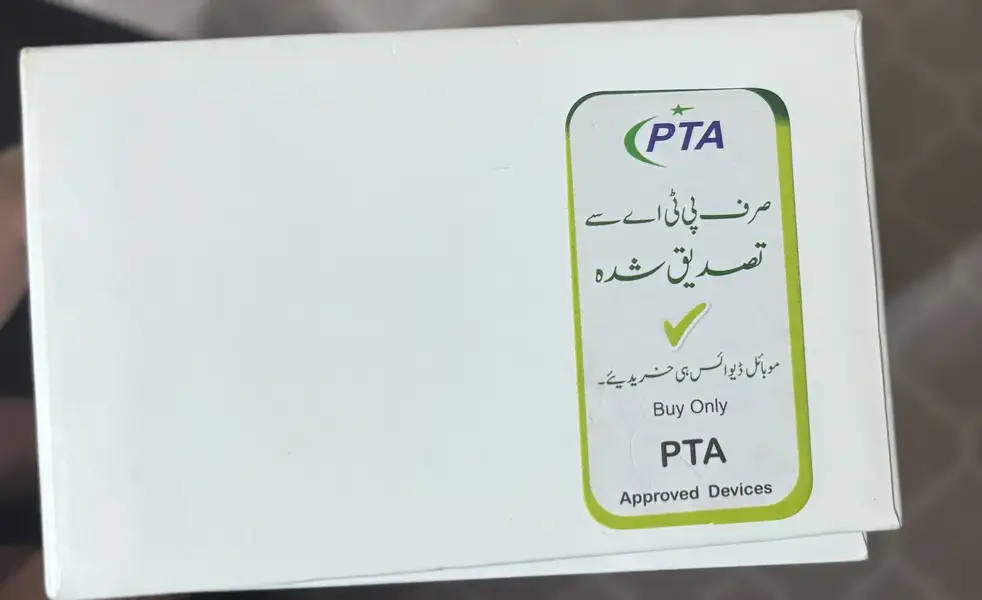 PTA
صرف پی ٹی اے سے
تصدیق شدہ
موبائل ڈیوائس ہی خریدیئے۔
Buy Only
PTA
Approved Devices